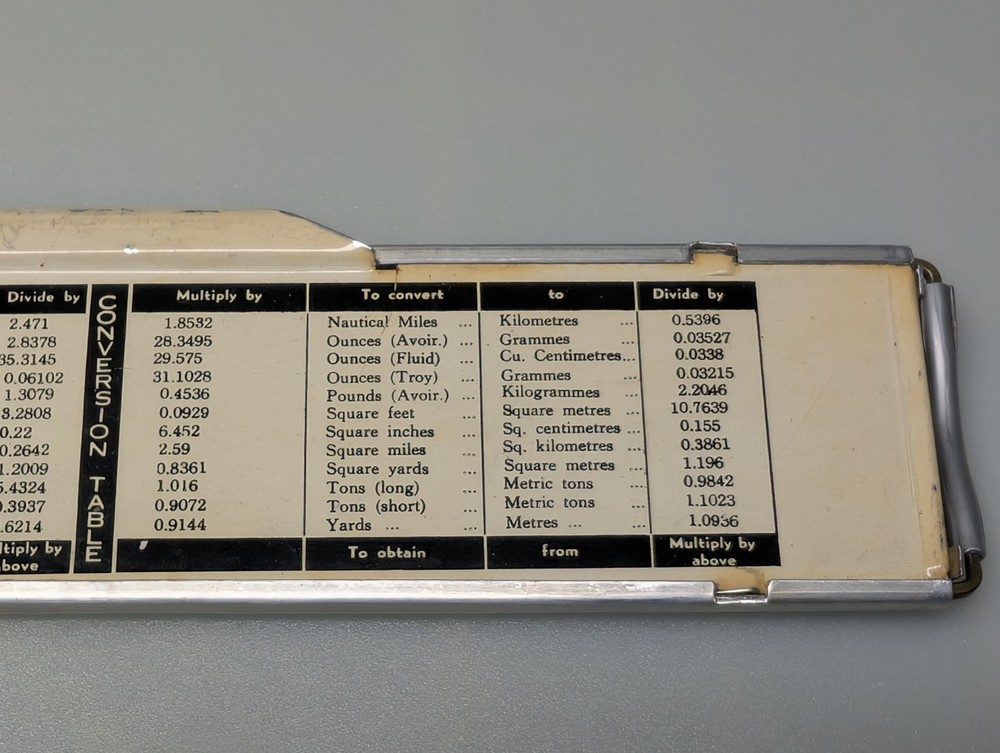 Divide by CONVERSION TABLE Multiply by To convert to Divide by
2.471 1.8532 Nautical Miles ... Kilometres ... 0.5396
2.8378 28.3495 Ounces (Avoir.) ... Grammes ... 0.03527
35.3145 29.575 Ounces (Fluid) ... Cu. Centimetres... 0.0338
0.06102 31.1028 Ounces (Troy) ... Grammes ... 0.03215
1.3079 0.4536 Pounds (Avoir.) ... Kilogrammes ... 2.2046
3.2808 0.0929 Square feet ... Square metres ... 10.7639
0.22 6.452 Square inches ... Sq. centimetres ... 0.155
0.2642 2.59 Square miles ... Sq. kilometres ... 0.3861
1.2009 0.8361 Square yards ... Square metres ... 1.196
5.4324 1.016 Tons (long) ... Metric tons ... 0.9842
0.3937 0.9072 Tons (short) ... Metric tons ... 1.1023
.6214 0.9144 Yards ... ... Metres ... ... 1.0936
ltiply by To obtain from Multiply by
above above